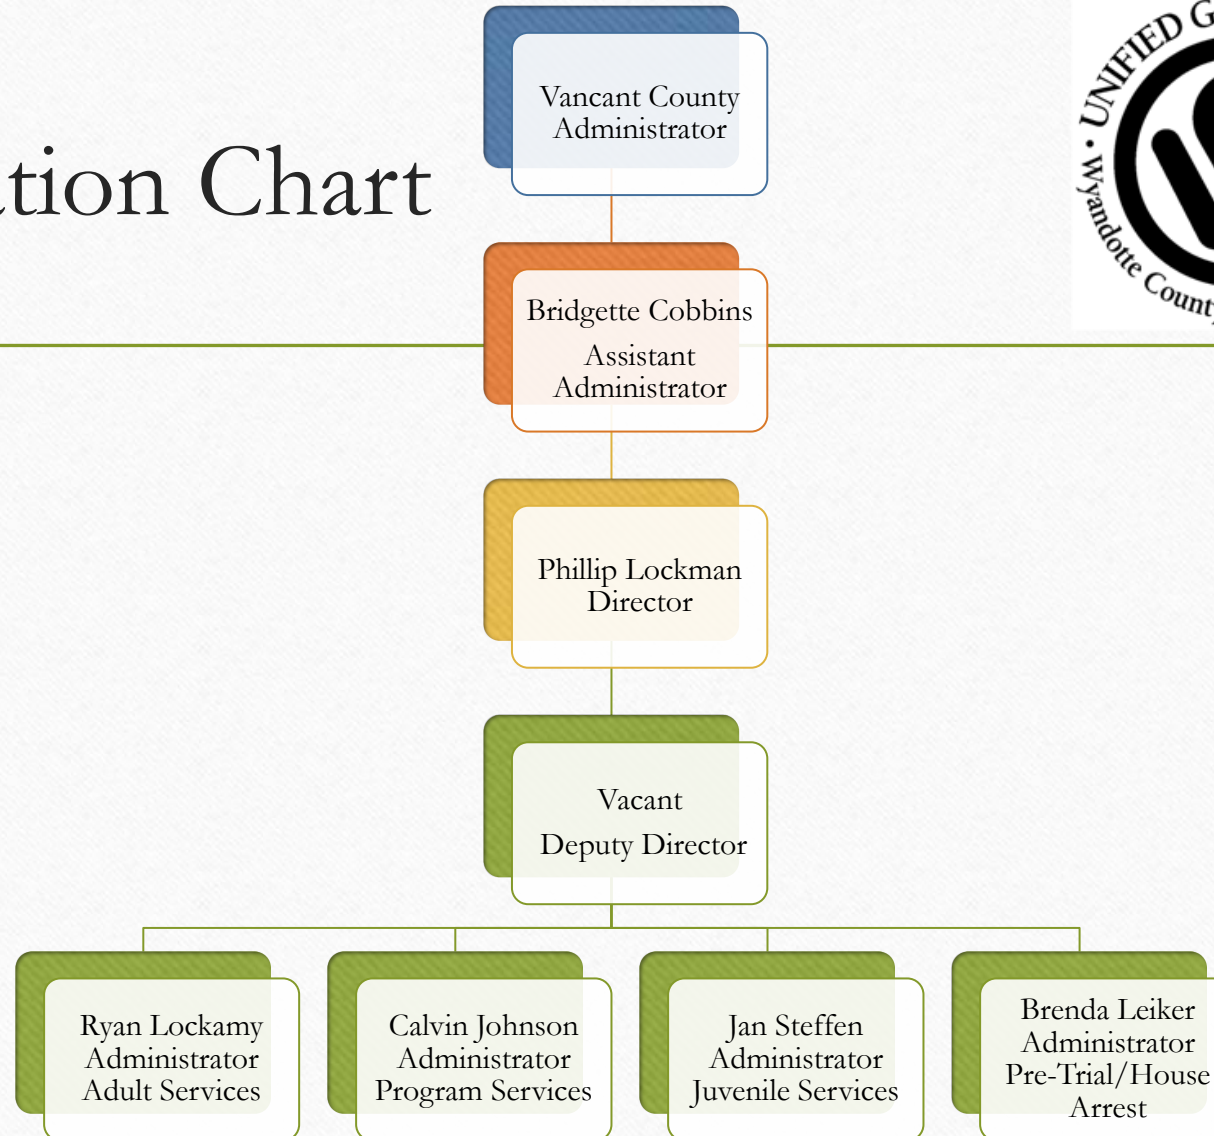 Vancant County
Administrator
ation Chart
UNIFIED G
• Wyandotte County,
Bridgette Cobbins
Assistant
Administrator
Phillip Lockman
Director
Vacant
Deputy Director
Ryan Lockamy
Administrator
Adult Services
Calvin Johnson
Administrator
Program Services
Jan Steffen
Administrator
Juvenile Services
Brenda Leiker
Administrator
Pre-Trial/House
Arrest